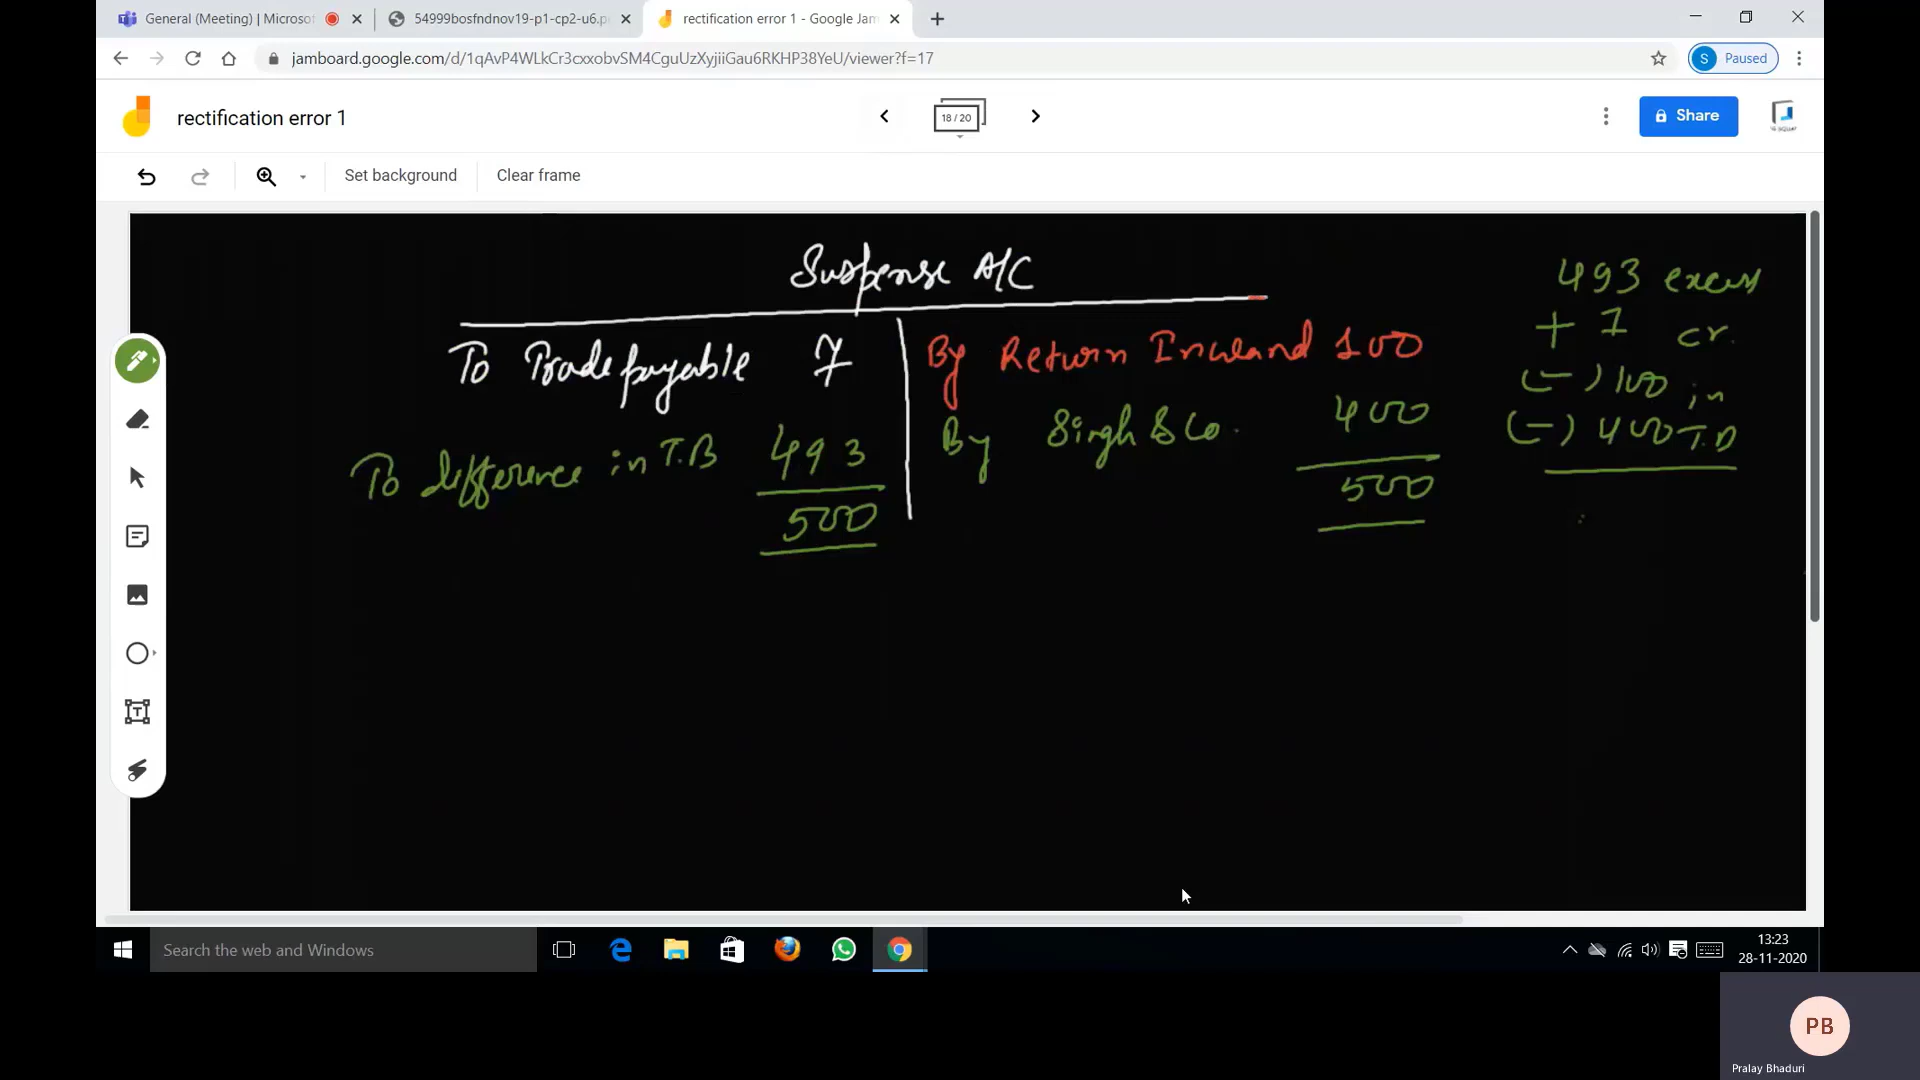 General (Meeting) | Microso
54999bosfndnov19-p1-cp2-u6.p
rectification error 1 - Google Jam
jamboard.google.com/d/1qAvP4WLkCr3cxxobvSM4CguUzXyjiiGau6RKHP38YeU/viewer?f=17
S Paused
rectification error 1
18 / 20
Share
Set background
Clear frame
Suspense A/C
To Trade payable 7
By Return Inward 100
To difference in T.B 493
By Singh & Co. 400
500
500
493 excess
+ 7 cr.
(-) 100 in
(-) 400 T.B
Search the web and Windows
13:23
28-11-2020
PB
Pralay Bhaduri